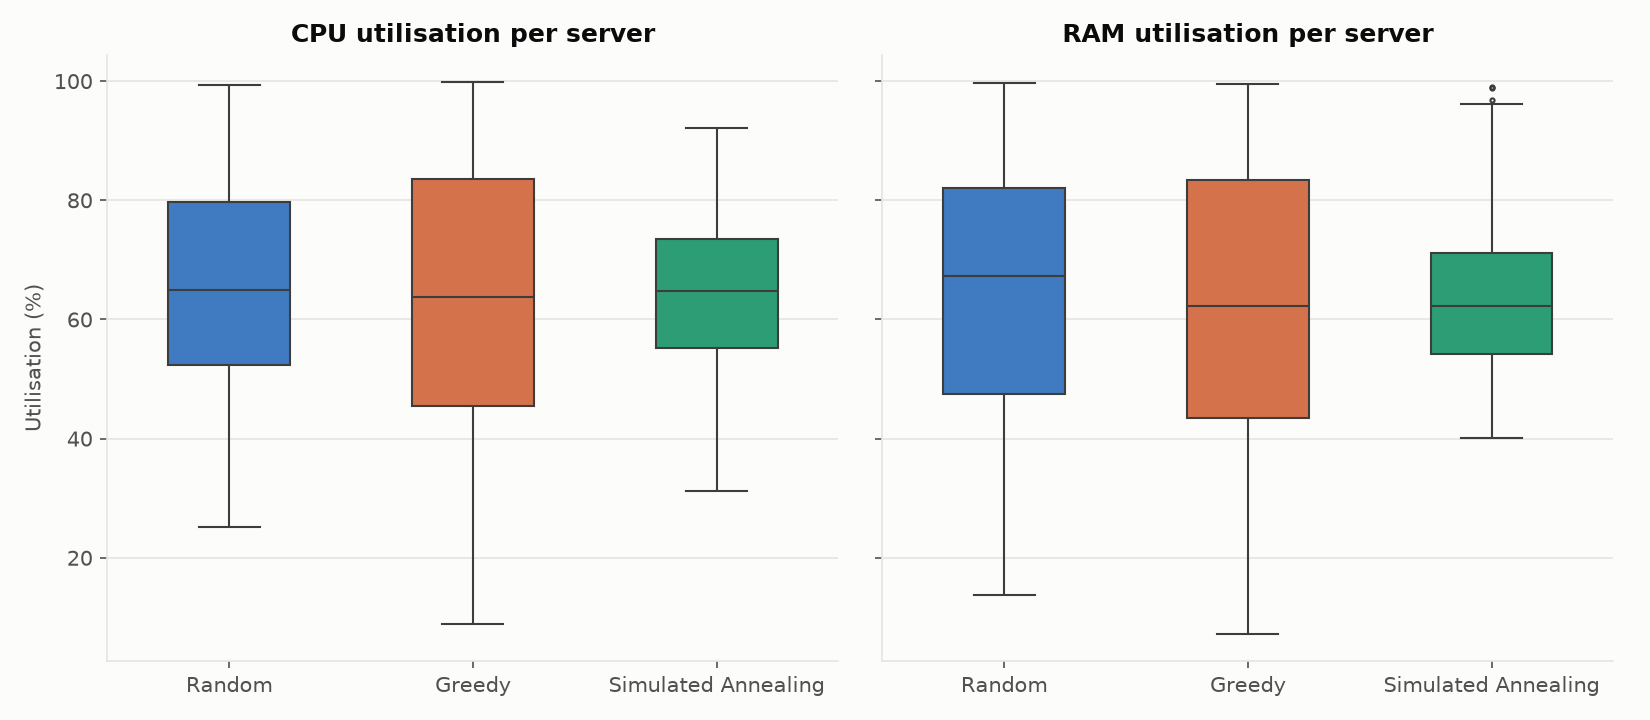 CPU utilisation per server
RAM utilisation per server
Utilisation (%)
100
80
60
40
20
Random
Greedy
Simulated Annealing
Random
Greedy
Simulated Annealing